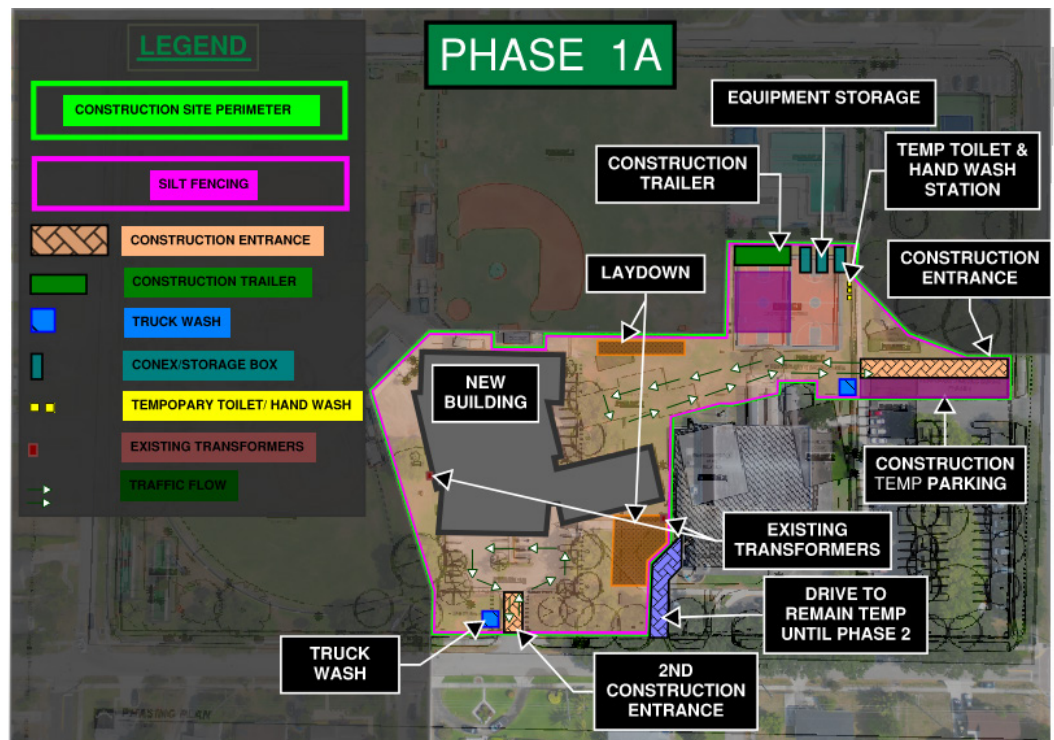 LEGEND
CONSTRUCTION SITE PERIMETER
SILT FENCING
CONSTRUCTION ENTRANCE
CONSTRUCTION TRAILER
TRUCK WASH
CONEX/STORAGE BOX
TEMPOPARY TOILET/ HAND WASH
EXISTING TRANSFORMERS
TRAFFIC FLOW
PHASE 1A
EQUIPMENT STORAGE
CONSTRUCTION
TRAILER
TEMP TOILET &
HAND WASH
STATION
LAYDOWN
CONSTRUCTION
ENTRANCE
NEW
BUILDING
CONSTRUCTION
TEMP PARKING
EXISTING
TRANSFORMERS
DRIVE TO
REMAIN TEMP
UNTIL PHASE 2
TRUCK
WASH
2ND
CONSTRUCTION
ENTRANCE
PHASING PLAN